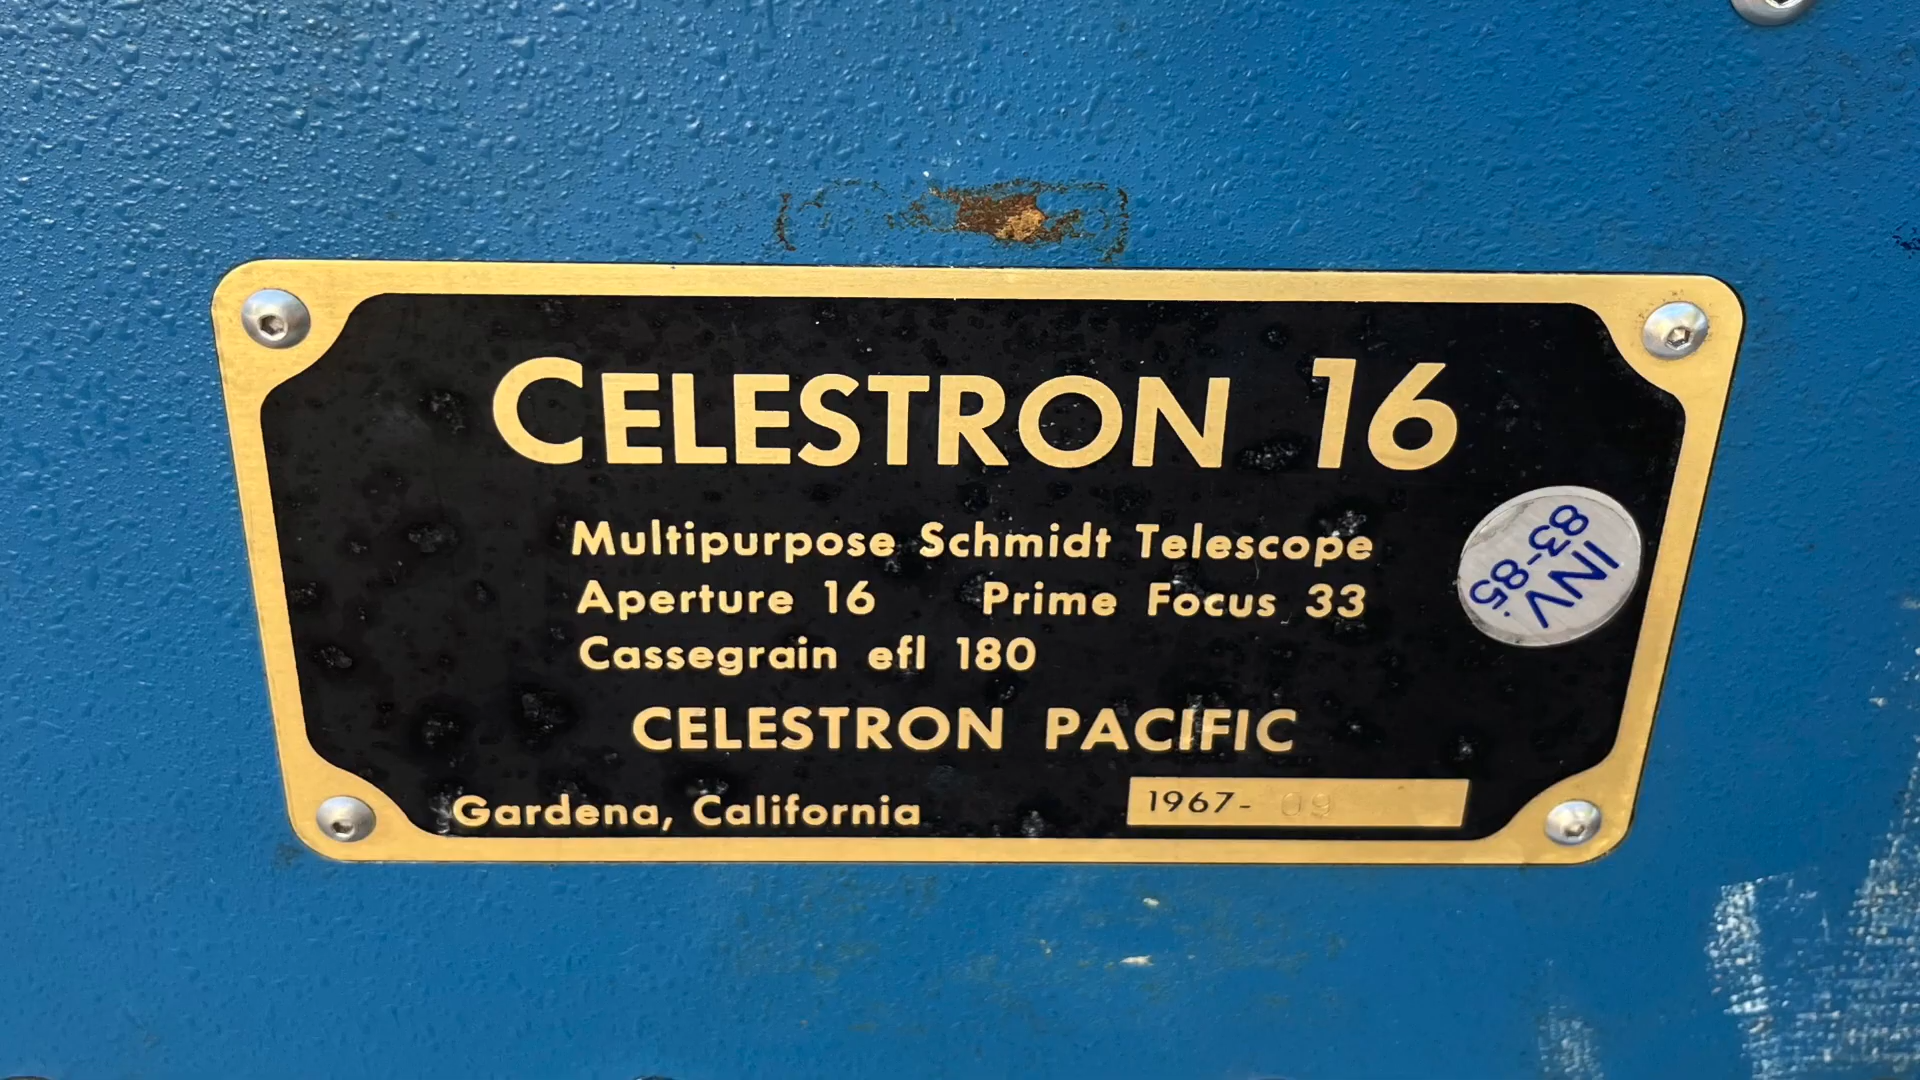 CELESTRON 16
Multipurpose Schmidt Telescope
Aperture 16 Prime Focus 33
Cassegrain efl 180
CELESTRON PACIFIC
Gardena, California
1967- 09
INV.
83-85